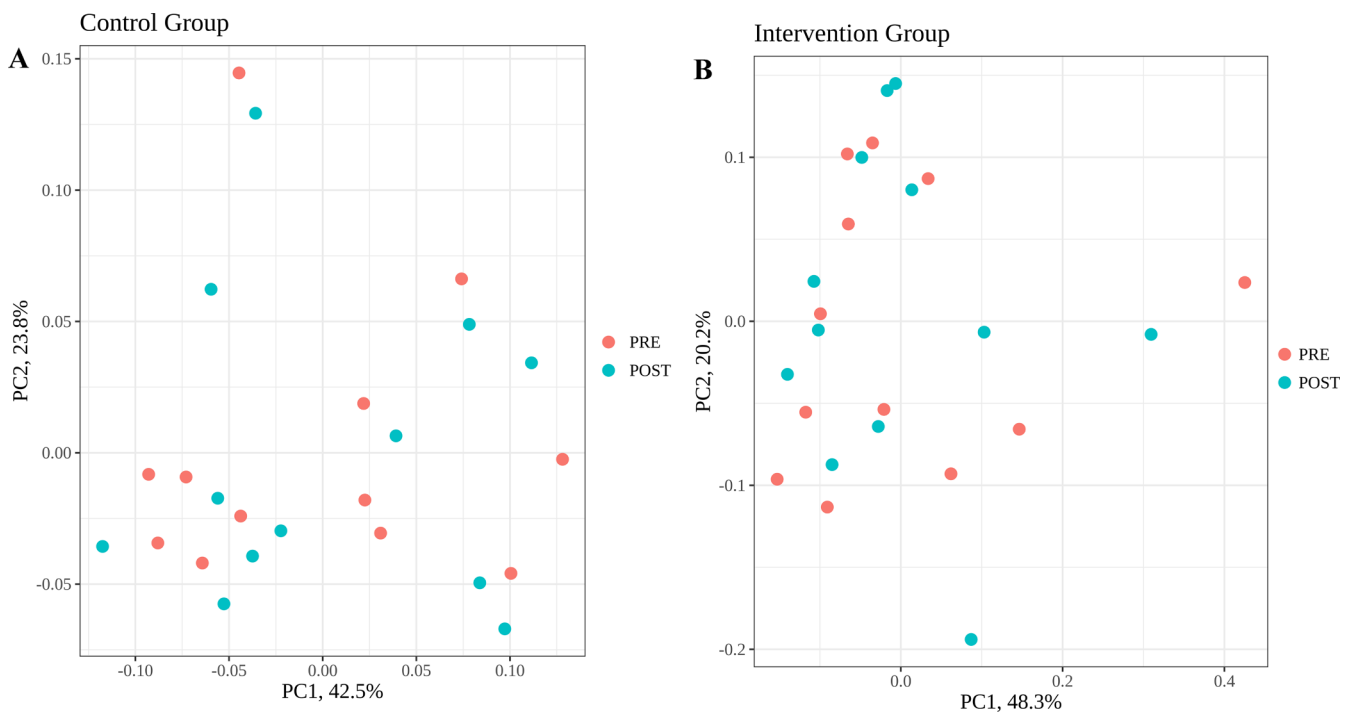 Control Group
A
0.15
0.10
0.05
0.00
-0.05
-0.10
-0.05
0.00
0.05
0.10
PC1, 42.5%
PC2, 23.8%
PRE
POST
Intervention Group
B
0.1
0.0
-0.1
-0.2
0.0
0.2
0.4
PC1, 48.3%
PC2, 20.2%
PRE
POST